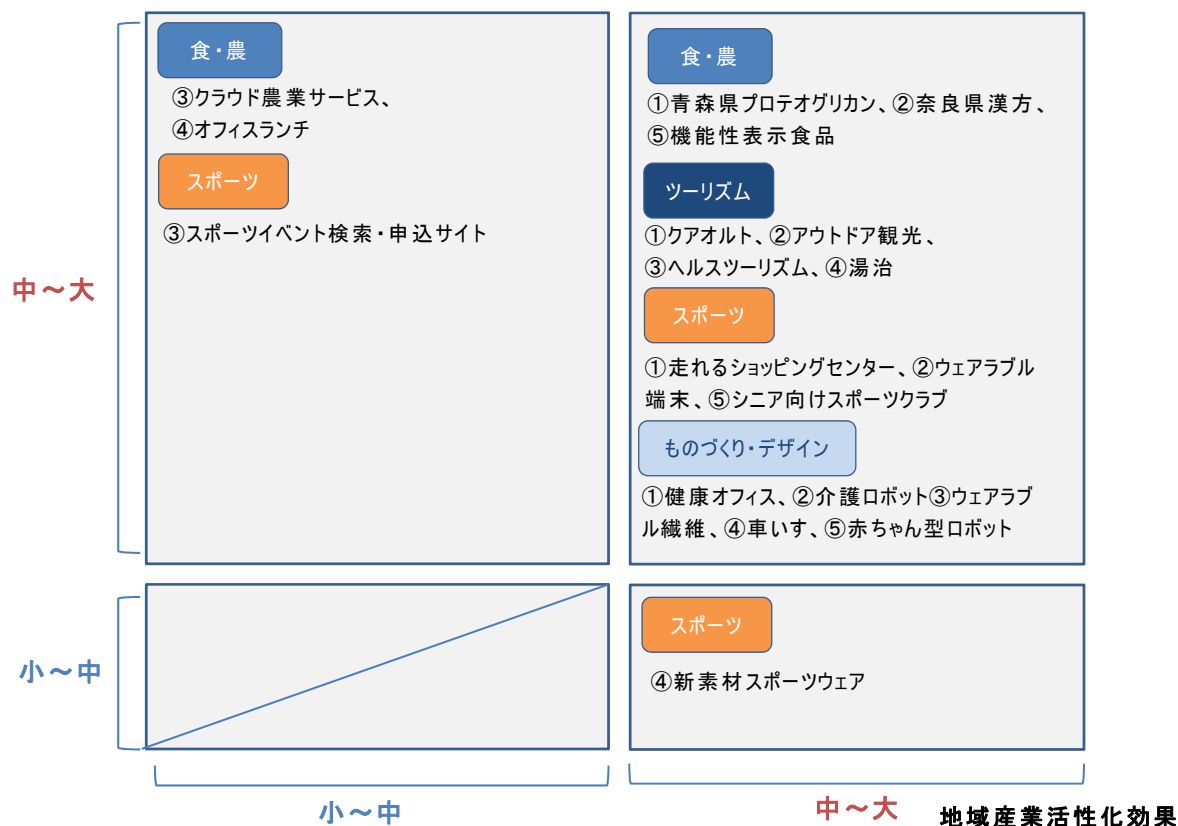 食・農
③クラウド農業サービス、
④オフィスランチ
スポーツ
③スポーツイベント検索・申込サイト
食・農
①青森県プロテオグリカン、②奈良県漢方、
⑤機能性表示食品
ツーリズム
①クアオルト、②アウトドア観光、
③ヘルスツーリズム、④湯治
スポーツ
①走れるショッピングセンター、②ウェアラブル
端末、⑤シニア向けスポーツクラブ
ものづくり・デザイン
①健康オフィス、②介護ロボット③ウェアラブ
ル繊維、④車いす、⑤赤ちゃん型ロボット
中～大
スポーツ
④新素材スポーツウェア
小～中
小～中
中～大
地域産業活性化効果